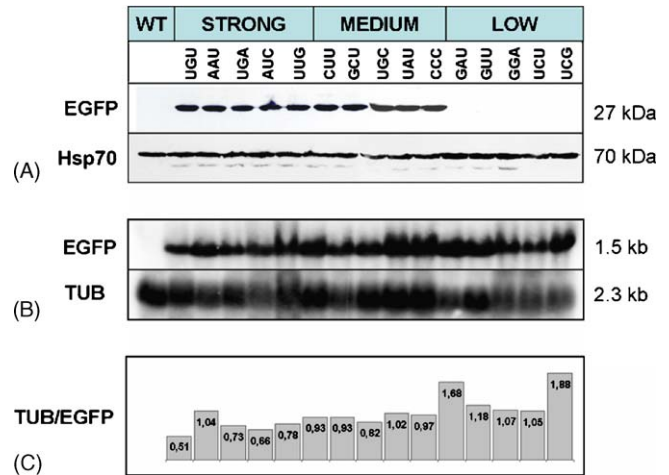 WT STRONG MEDIUM LOW
UGU AAU UGA AUC UUG CUU GCU UGC UAU CCC GAU GUU GGA UCU UCG
EGFP 27 kDa
(A) Hsp70 70 kDa
EGFP 1.5 kb
(B) TUB 2.3 kb
TUB/EGFP
0,51 1,04 0,73 0,66 0,78 0,93 0,93 0,82 1,02 0,97 1,68 1,18 1,07 1,05 1,88
(C)